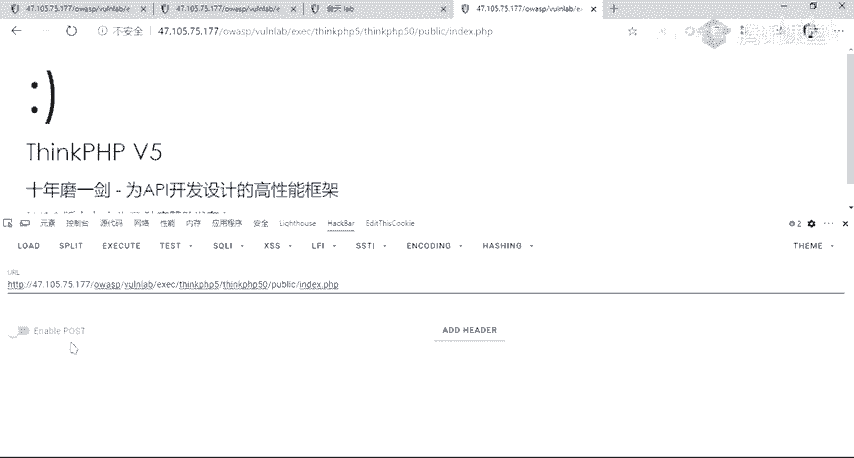 47.105.75.177/owasp/vulnlab/e
47.105.75.177/owasp/vulnlab/e
lab
47.105.75.177/owasp/vulnlab/e
不安全 47.105.75.177/owasp/vulnlab/exec/thinkphp5/thinkphp50/public/index.php
:)
ThinkPHP V5
十年磨一剑 - 为API开发设计的高性能框架
元素 控制台 源代码 网络 性能 内存 应用程序 安全 Lighthouse HackBar EditThisCookie 2
LOAD SPLIT EXECUTE TEST SQLI XSS LFI SSTI ENCODING HASHING THEME
URL
http://47.105.75.177/owasp/vulnlab/exec/thinkphp5/thinkphp50/public/index.php
Enable POST ADD HEADER